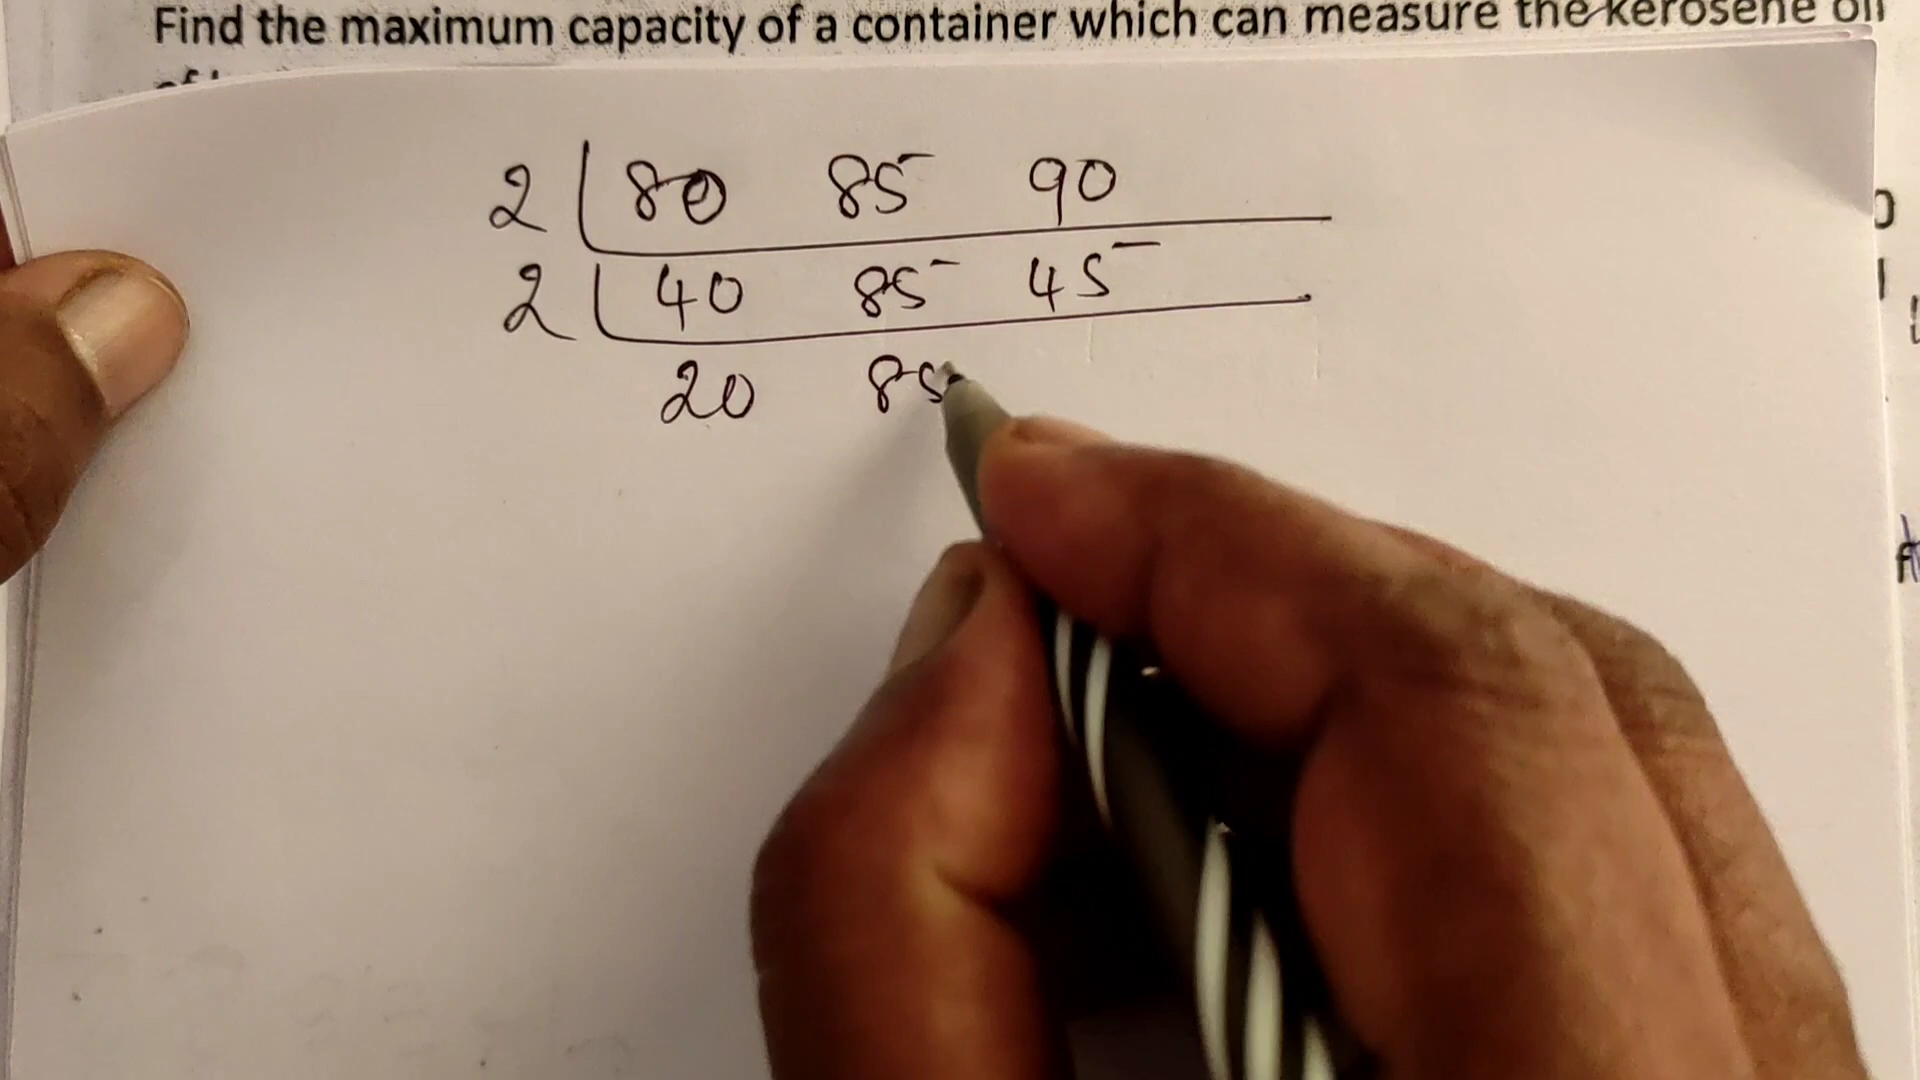 Find the maximum capacity of a container which can measure the kerosene oil
2 80 85 90
2 40 85 45
20 85